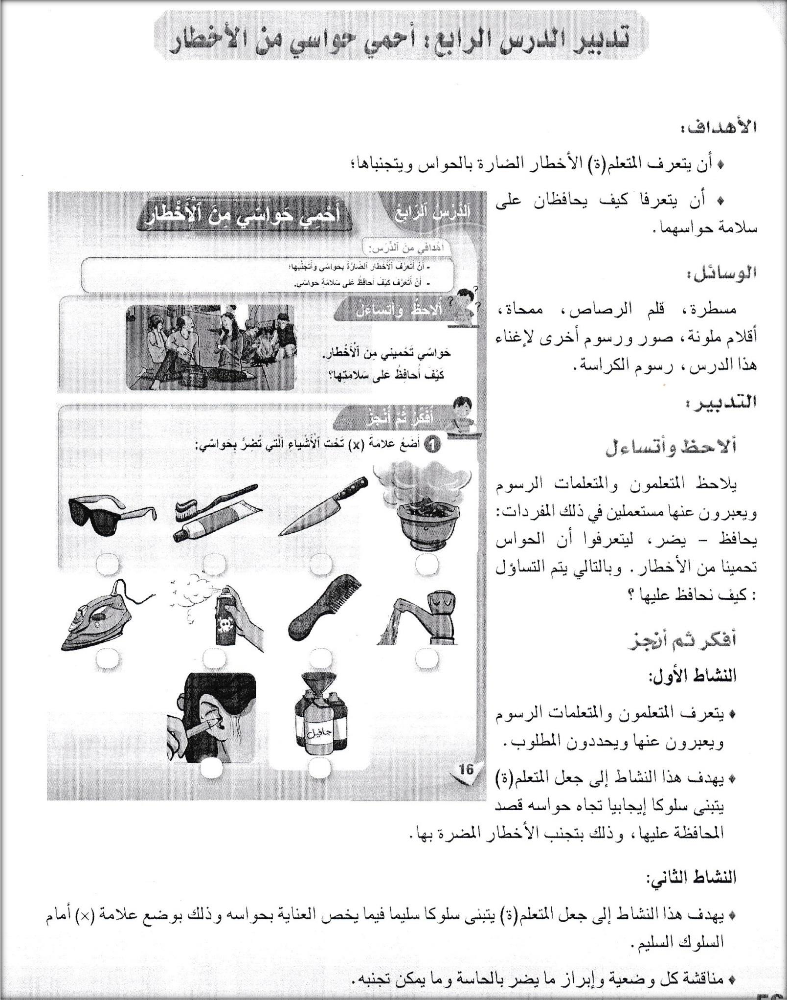 تدبير الدرس الرابع: أحمي حواسي من الأخطار
الأهداف:
♦ أن يتعرف المتعلم(ة) الأخطار الضارة بالحواس ويتجنباها؛
♦ أن يتعرفا كيف يحافظان على
سلامة حواسهما.
الوسائل:
مسطرة، قلم الرصاص، ممحاة،
أقلام ملونة، صور ورسوم أخرى لإغناء
هذا الدرس، رسوم الكراسة.
التدبير:
ألاحظ وأتساءل
يلاحظ المتعلمون والمتعلمات الرسوم
ويعبرون عنها مستعملين في ذلك المفردات:
يحافظ – يضر، ليتعرفوا أن الحواس
تحمينا من الأخطار. وبالتالي يتم التساؤل
: كيف نحافظ عليها ؟
أفكر ثم أنجز
النشاط الأول:
♦ يتعرف المتعلمون والمتعلمات الرسوم
ويعبرون عنها ويحددون المطلوب.
♦ يهدف هذا النشاط إلى جعل المتعلم(ة)
يتبنى سلوكا إيجابيا تجاه حواسه قصد
المحافظة عليها، وذلك بتجنب الأخطار المضرة بها.
اَلدَّرْسُ اَلرَّابِعُ
أَحْمِي حَواسّي مِنَ اَلْأَخْطارِ
أهدافي مِنَ اَلدَّرْسِ:
- أَنْ أَتَعَرَّفَ اَلْأَخْطارَ اَلضّارَّةَ بِحَواسّي وَأَتَجَنَّبَها؛
- أَنْ أَتَعَرَّفَ كَيْفَ أُحافِظُ عَلى سَلامَةِ حَواسّي.
أُلاحِظُ وأَتَساءَلُ
حَواسّي تَحْميني مِنَ اَلْأَخْطارِ.
كَيْفَ أُحافِظُ عَلى سَلامَتِها؟
أُفَكِّرُ ثُمَّ أُنْجِزُ
1 أَضَعُ عَلامَةَ (x) تَحْتَ اَلْأَشْياءِ اَلَّتي تُضِرُّ بِحَواسّي:
جافيل
16
النشاط الثاني:
♦ يهدف هذا النشاط إلى جعل المتعلم(ة) يتبنى سلوكا سليما فيما يخص العناية بحواسه وذلك بوضع علامة (×) أمام
السلوك السليم.
♦ مناقشة كل وضعية وإبراز ما يضر بالحاسة وما يمكن تجنبه.